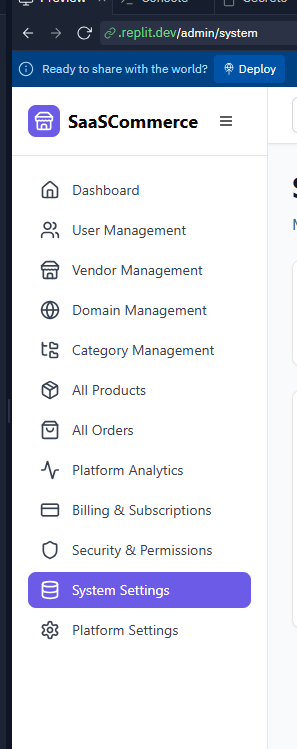 Preview
Console
Secrets
.replit.dev/admin/system
Ready to share with the world?
Deploy
SaaSCommerce
Dashboard
User Management
Vendor Management
Domain Management
Category Management
All Products
All Orders
Platform Analytics
Billing & Subscriptions
Security & Permissions
System Settings
Platform Settings